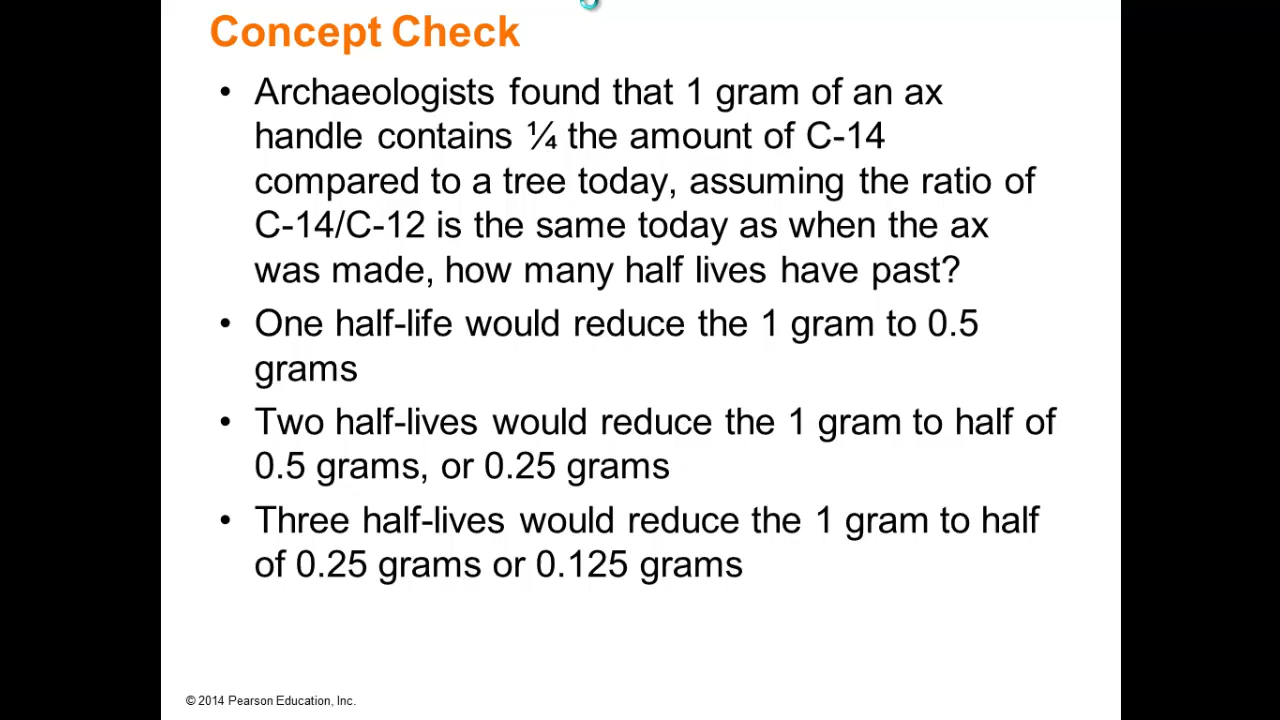 Concept Check
• Archaeologists found that 1 gram of an ax
handle contains ¼ the amount of C-14
compared to a tree today, assuming the ratio of
C-14/C-12 is the same today as when the ax
was made, how many half lives have past?
• One half-life would reduce the 1 gram to 0.5
grams
• Two half-lives would reduce the 1 gram to half of
0.5 grams, or 0.25 grams
• Three half-lives would reduce the 1 gram to half
of 0.25 grams or 0.125 grams
© 2014 Pearson Education, Inc.